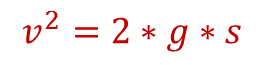 v² = 2 * g * s